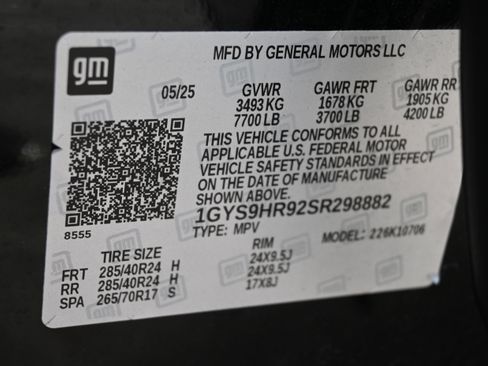 gm
MFD BY GENERAL MOTORS LLC
05/25 GVWR GAWR FRT GAWR RR
3493 KG 1678 KG 1905 KG
7700 LB 3700 LB 4200 LB
THIS VEHICLE CONFORMS TO ALL
APPLICABLE U.S. FEDERAL MOTOR
VEHICLE SAFETY STANDARDS IN EFFECT
ON THE DATE OF MANUFACTURE
SHOWN ABOVE.
1GYS9HR92SR298882
8555
TYPE: MPV MODEL: 226K10706
TIRE SIZE RIM
FRT 285/40R24 H 24X9.5J
RR 285/40R24 H 24X9.5J
SPA 265/70R17 S 17X8J